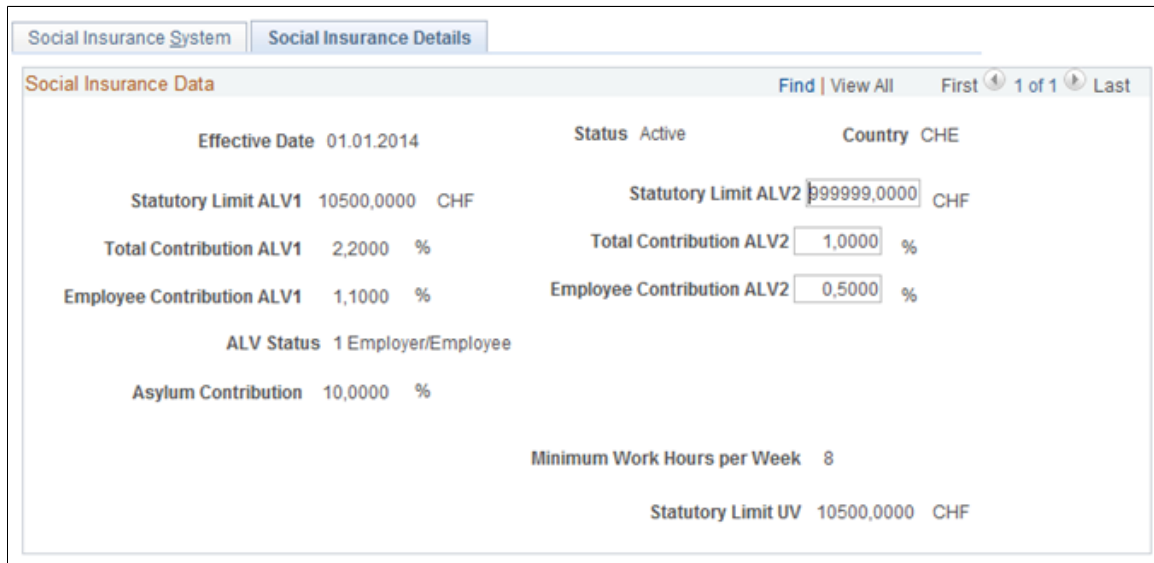 Social Insurance System Social Insurance Details
Social Insurance Data Find | View All First 1 of 1 Last
Effective Date 01.01.2014 Status Active Country CHE
Statutory Limit ALV1 10500,0000 CHF Statutory Limit ALV2 999999,0000 CHF
Total Contribution ALV1 2,2000 % Total Contribution ALV2 1,0000 %
Employee Contribution ALV1 1,1000 % Employee Contribution ALV2 0,5000 %
ALV Status 1 Employer/Employee
Asylum Contribution 10,0000 %
Minimum Work Hours per Week 8
Statutory Limit UV 10500,0000 CHF